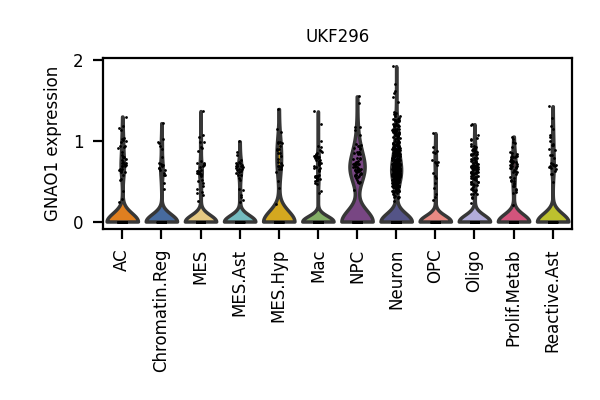 UKF296
GNAO1 expression
2
1
0
AC
Chromatin.Reg
MES
MES.Ast
MES.Hyp
Mac
NPC
Neuron
OPC
Oligo
Prolif.Metab
Reactive.Ast